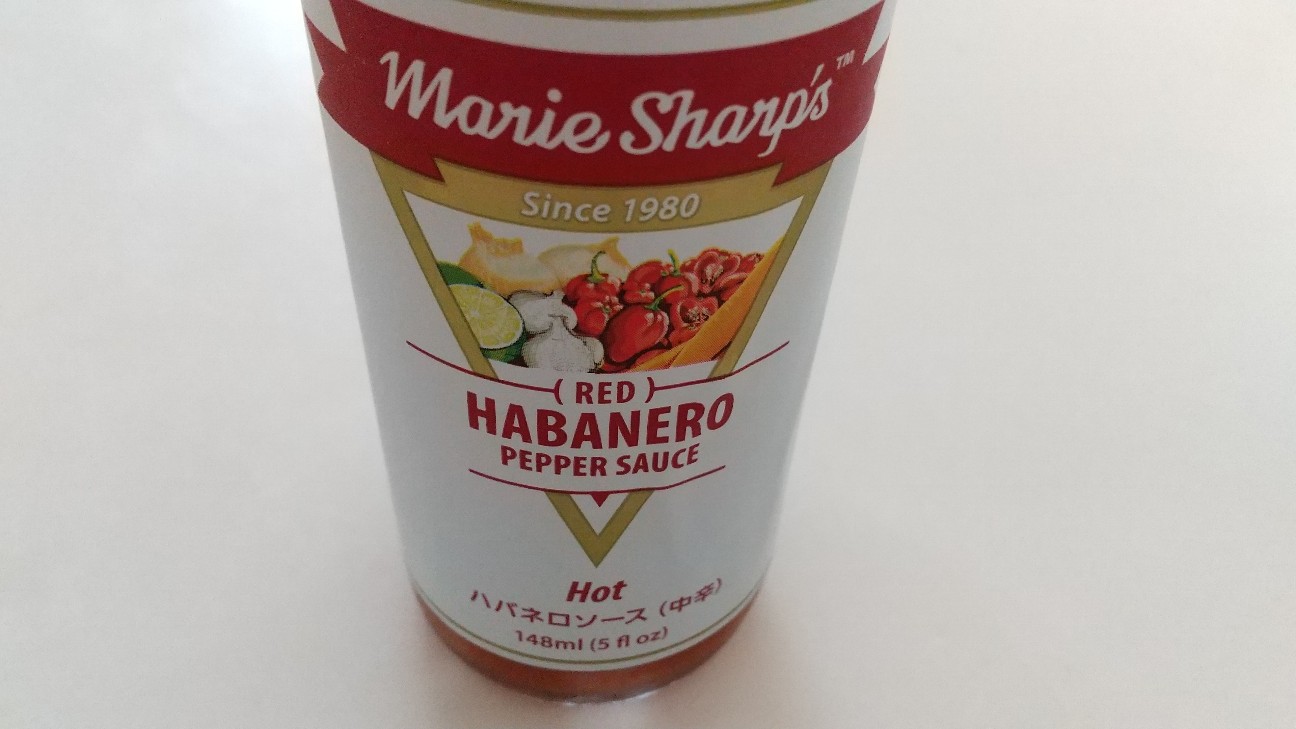 Marie Sharp's™
Since 1980
(RED)
HABANERO
PEPPER SAUCE
Hot
ハバネロソース (中辛)
148ml (5 fl oz)